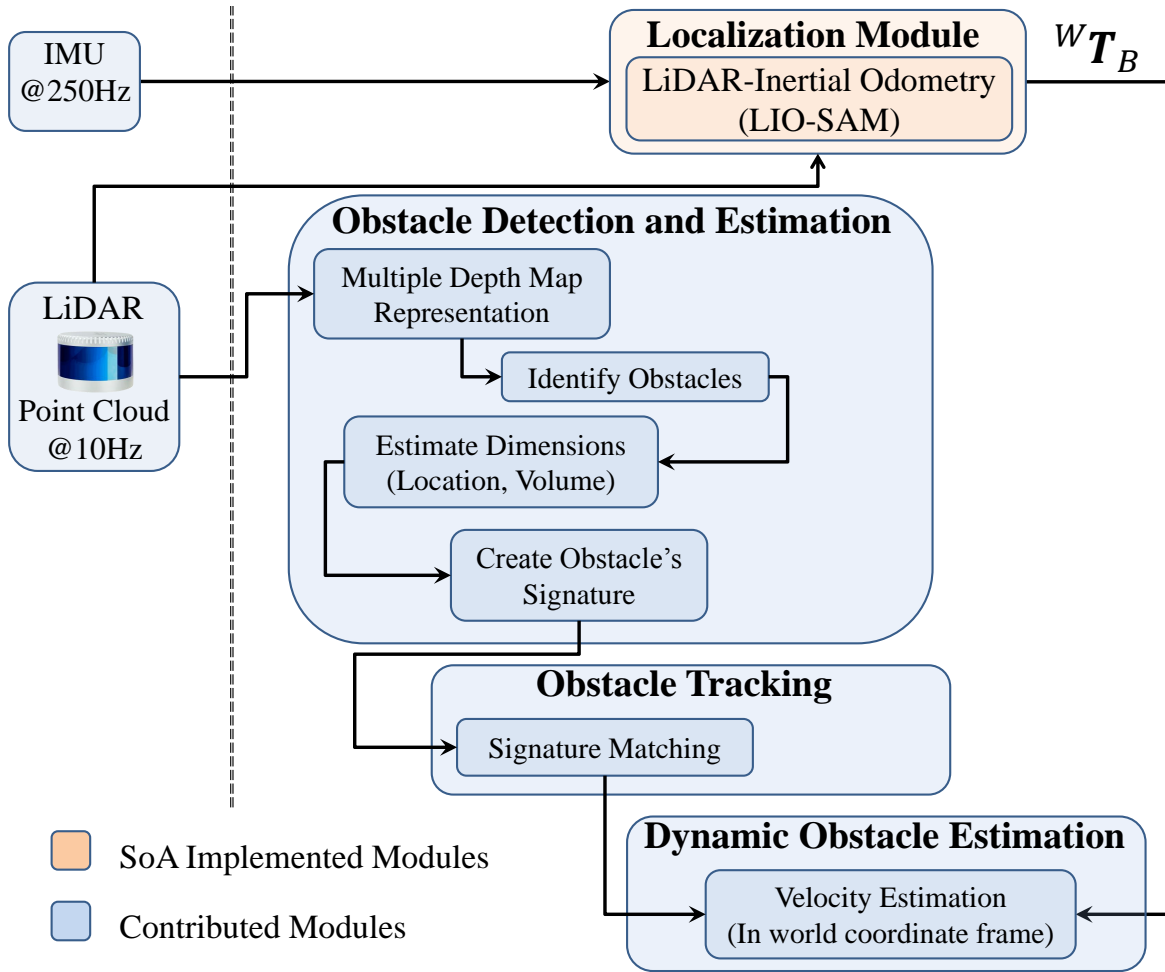 IMU
@250Hz
Localization Module
LiDAR-Inertial Odometry
(LIO-SAM)
ᵂT_B
Obstacle Detection and Estimation
Multiple Depth Map
Representation
LiDAR
Point Cloud
@10Hz
Identify Obstacles
Estimate Dimensions
(Location, Volume)
Create Obstacle’s
Signature
Obstacle Tracking
Signature Matching
Dynamic Obstacle Estimation
Velocity Estimation
(In world coordinate frame)
SoA Implemented Modules
Contributed Modules